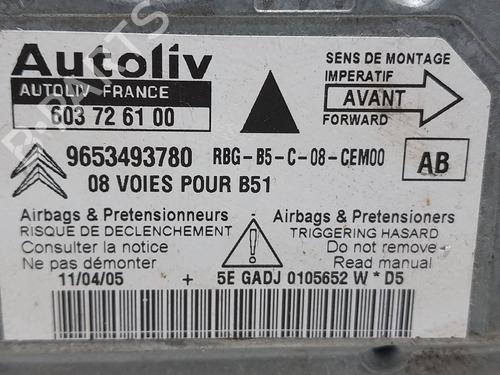 Autoliv
AUTOLIV FRANCE
603 72 61 00
SENS DE MONTAGE
IMPERATIF
AVANT
FORWARD
9653493780 RBG-B5-C-08-CEM00 AB
08 VOIES POUR B51
Airbags & Pretensionneurs
RISQUE DE DECLENCHEMENT
Consulter la notice
Ne pas démonter
Airbags & Pretensioners
TRIGGERING HASARD
Do not remove
Read manual
11/04/05 + 5E GADJ 0105652 W * D5